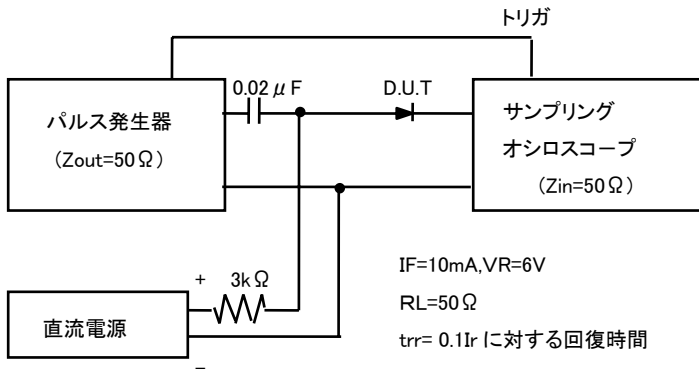 トリガ
0.02μF
D.U.T
パルス発生器
(Zout=50Ω)
サンプリング
オシロスコープ
(Zin=50Ω)
+
3kΩ
直流電源
−
IF=10mA,VR=6V
RL=50Ω
trr= 0.1Ir に対する回復時間